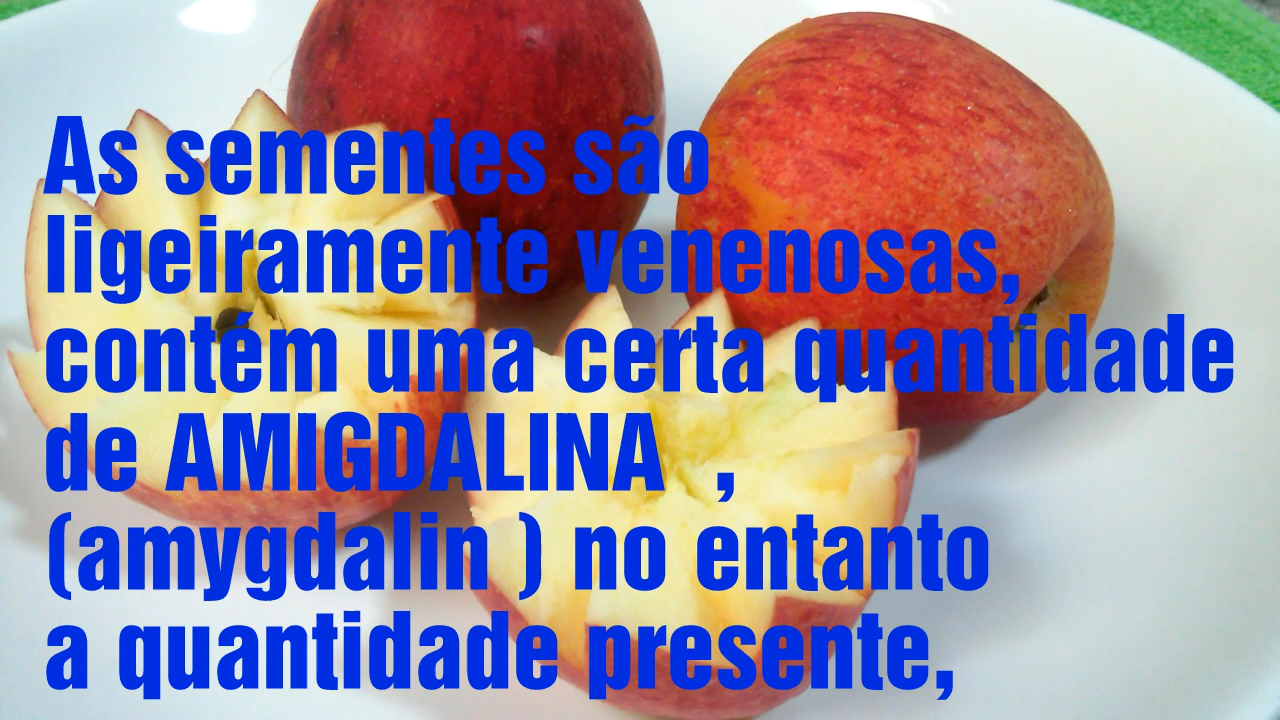 As sementes são
ligeiramente venenosas,
contém uma certa quantidade
de AMIGDALINA  ,
(amygdalin ) no entanto
a quantidade presente,